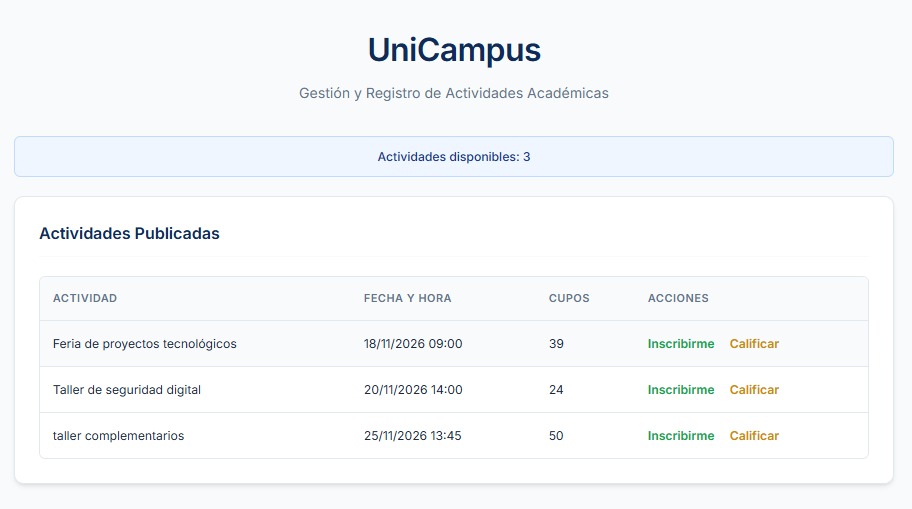 UniCampus
Gestión y Registro de Actividades Académicas
Actividades disponibles: 3
Actividades Publicadas
ACTIVIDAD FECHA Y HORA CUPOS ACCIONES
Feria de proyectos tecnológicos 18/11/2026 09:00 39 Inscribirme Calificar
Taller de seguridad digital 20/11/2026 14:00 24 Inscribirme Calificar
taller complementarios 25/11/2026 13:45 50 Inscribirme Calificar